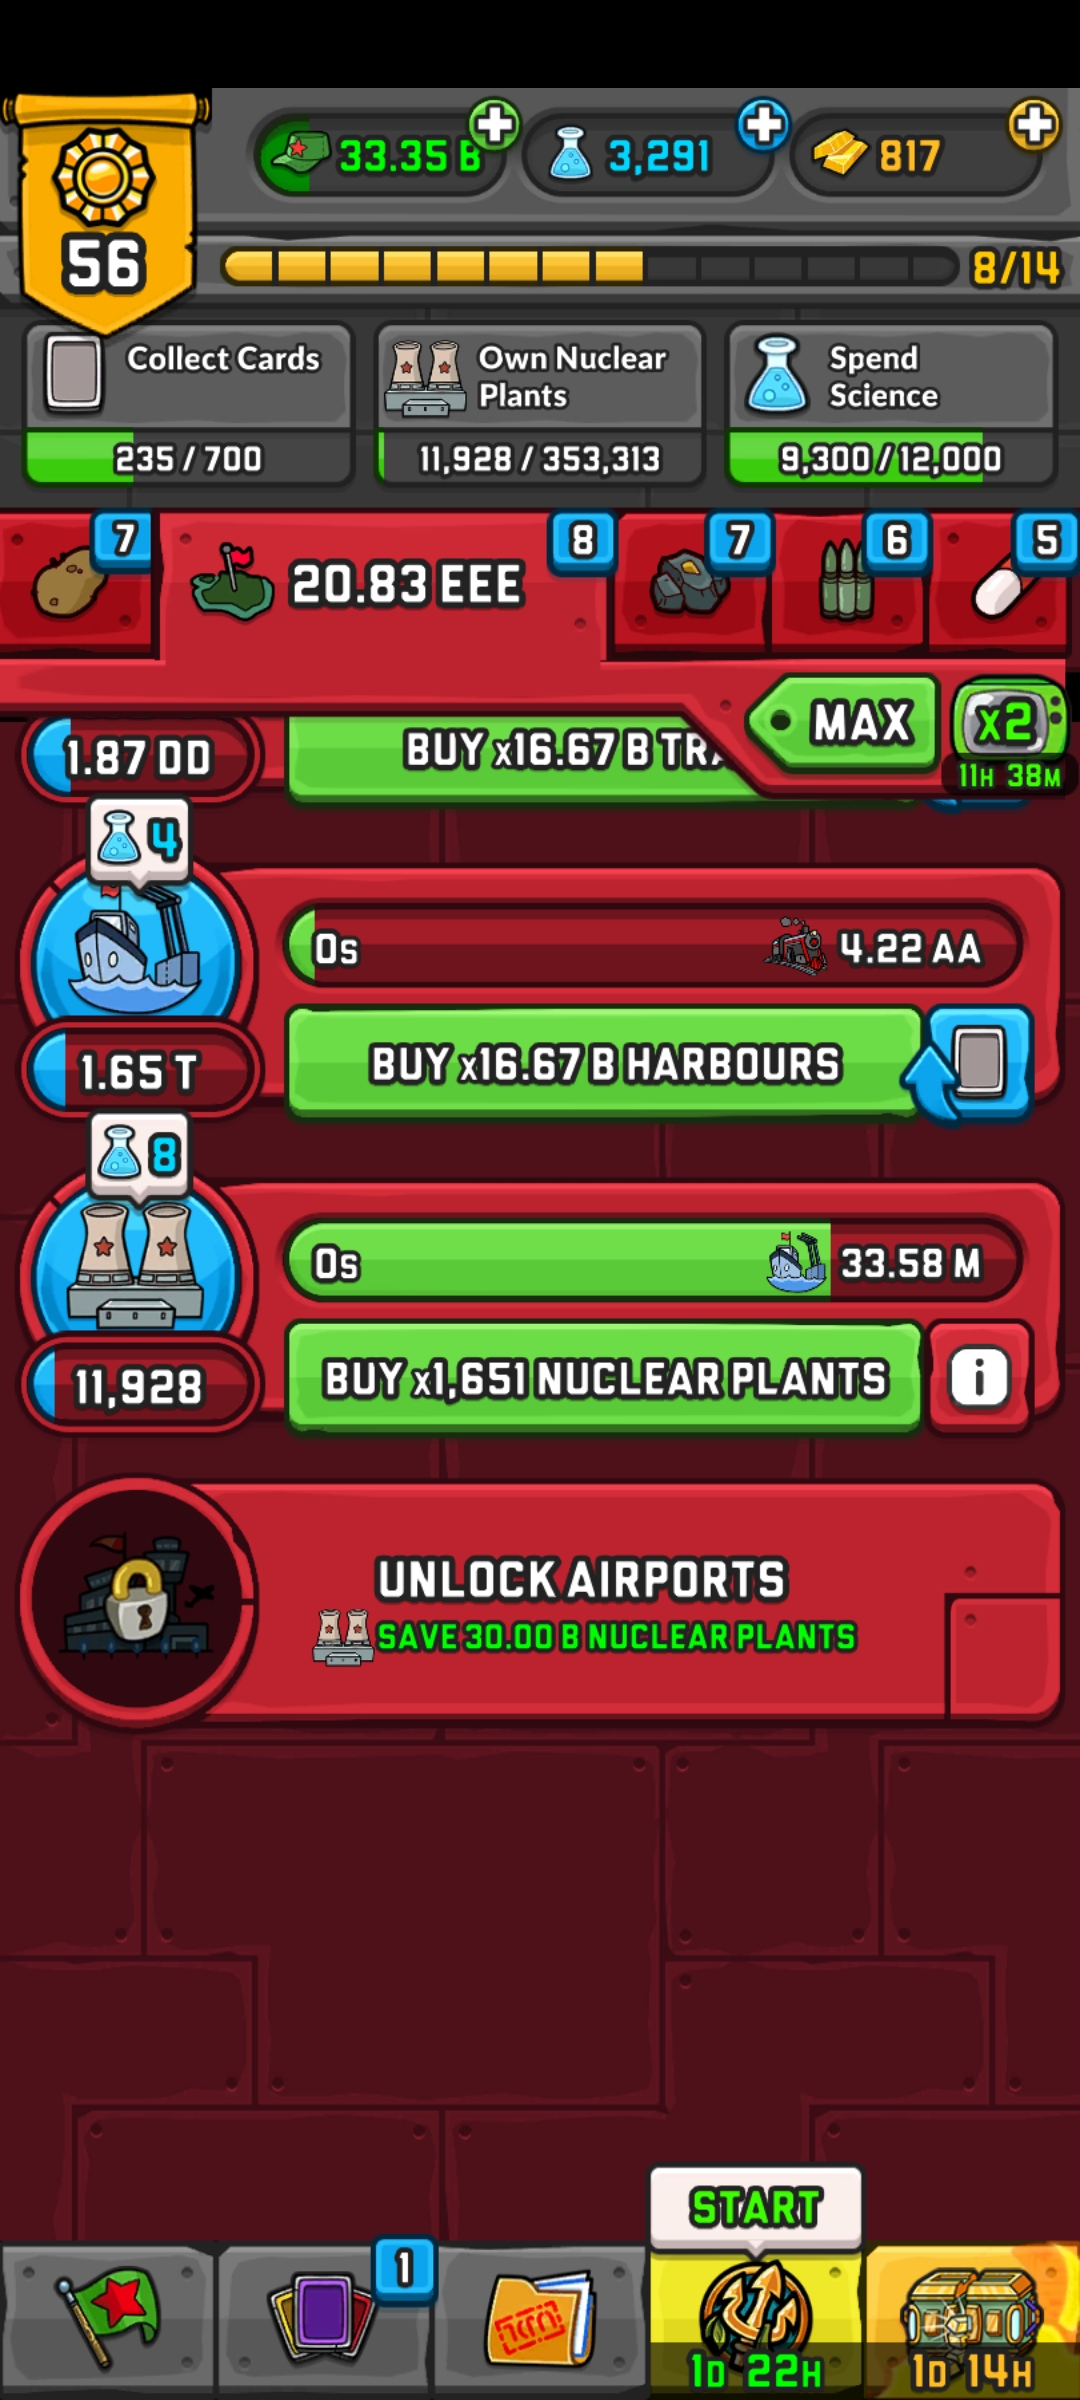 56
33.35 B
3,291
817
8/14
Collect Cards
235 / 700
Own Nuclear
Plants
11,928 / 353,313
Spend
Science
9,300 / 12,000
7
20.83 EEE
8
7
6
5
MAX
x2
11H 38M
1.87 DD
BUY x16.67 B TRA
4
0s
4.22 AA
1.65 T
BUY x16.67 B HARBOURS
8
0s
33.58 M
11,928
BUY x1,651 NUCLEAR PLANTS
i
UNLOCK AIRPORTS
SAVE 30.00 B NUCLEAR PLANTS
START
1
1D 22H
1D 14H